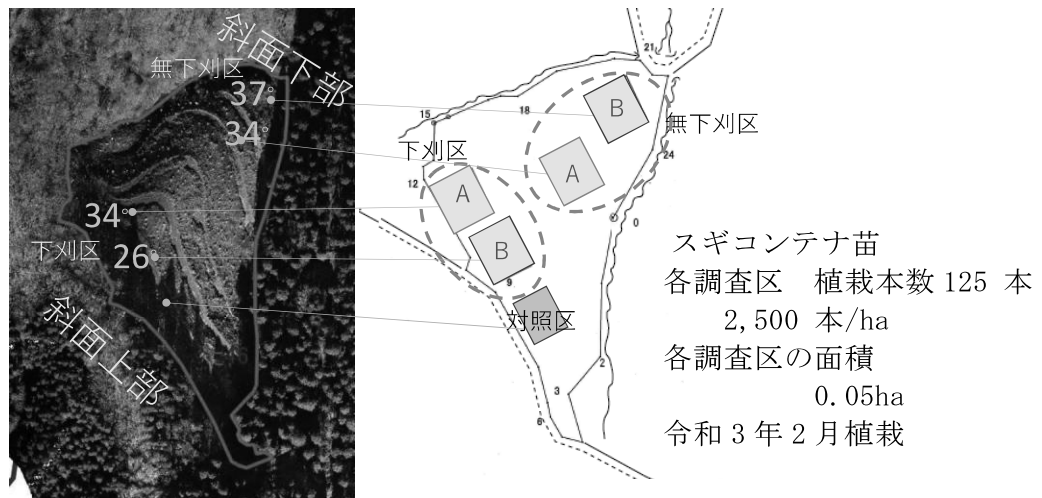 斜面下部
無下刈区
37°
34°
34°
下刈区
26°
斜面上部
21
B
18
15
無下刈区
下刈区
24
A
12
A
0
B
9
対照区
2
3
6
スギコンテナ苗
各調査区 植栽本数125 本
2,500 本/ha
各調査区の面積
0.05ha
令和3年2月植栽